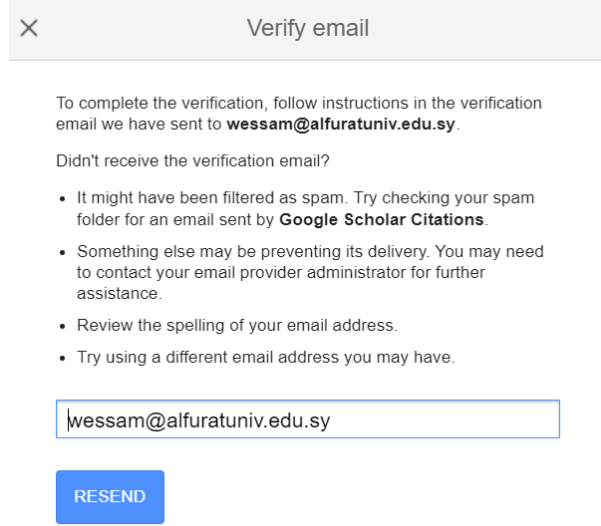 Verify email
To complete the verification, follow instructions in the verification
email we have sent to wessam@alfuratuniv.edu.sy.
Didn't receive the verification email?
• It might have been filtered as spam. Try checking your spam
folder for an email sent by Google Scholar Citations.
• Something else may be preventing its delivery. You may need
to contact your email provider administrator for further
assistance.
• Review the spelling of your email address.
• Try using a different email address you may have.
wessam@alfuratuniv.edu.sy
RESEND